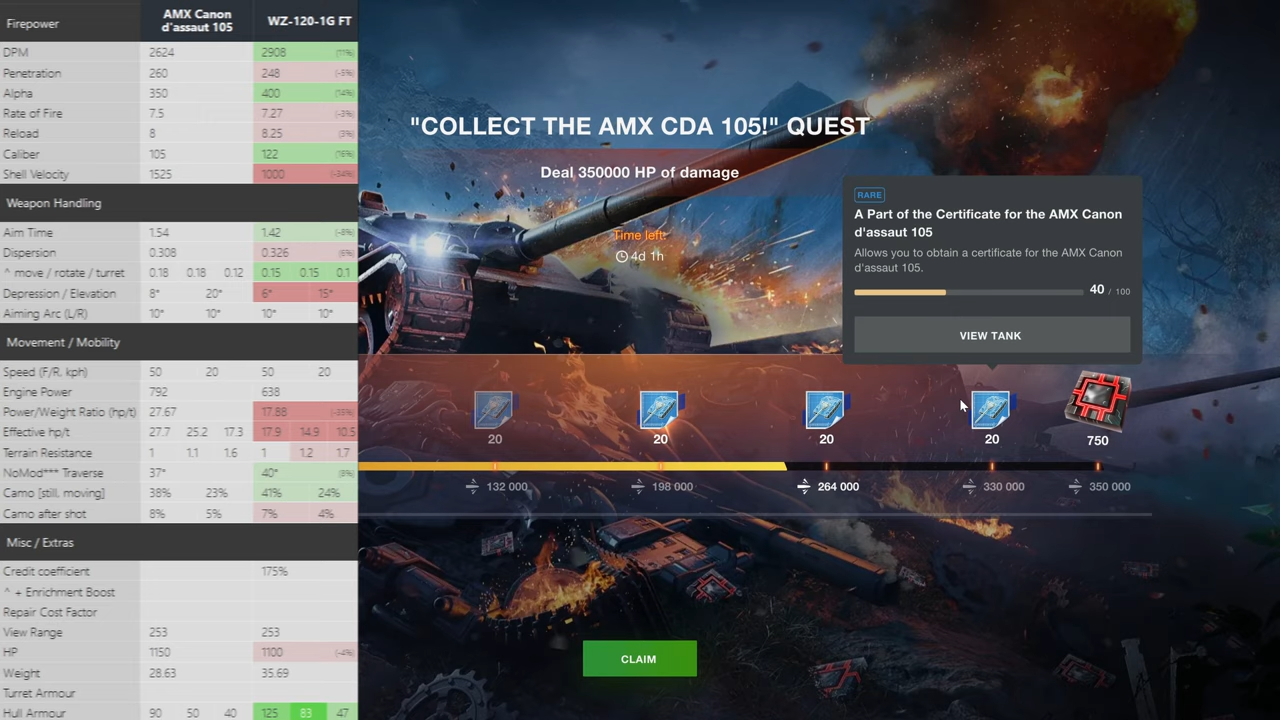 Firepower AMX Canon d'assaut 105 WZ-120-1G FT
DPM 2624 2908 (11%)
Penetration 260 248 (-5%)
Alpha 350 400 (14%)
Rate of Fire 7.5 7.27 (-3%)
Reload 8 8.25 (3%)
Caliber 105 122 (16%)
Shell Velocity 1525 1000 (-34%)
Weapon Handling
Aim Time 1.54 1.42 (-8%)
Dispersion 0.308 0.326 (6%)
^ move / rotate / turret 0.18 0.18 0.12 0.15 0.15 0.1
Depression / Elevation 8° 20° 6° 15°
Aiming Arc (L/R) 10° 10° 10° 10°
Movement / Mobility
Speed (F/R, kph) 50 20 50 20
Engine Power 792 638
Power/Weight Ratio (hp/t) 27.67 17.88 (-35%)
Effective hp/t 27.7 25.2 17.3 17.9 14.9 10.5
Terrain Resistance 1 1.1 1.6 1 1.2 1.7
NoMod*** Traverse 37° 40° (8%)
Camo [still, moving] 38% 23% 41% 24%
Camo after shot 8% 5% 7% 4%
Misc / Extras
Credit coefficient 175%
^ + Enrichment Boost
Repair Cost Factor
View Range 253 253
HP 1150 1100 (-4%)
Weight 28.63 35.69
Turret Armour
Hull Armour 90 50 40 125 83 47
"COLLECT THE AMX CDA 105!" QUEST
Deal 350000 HP of damage
Time left:
4d 1h
RARE
A Part of the Certificate for the AMX Canon
d'assaut 105
Allows you to obtain a certificate for the AMX Canon
d'assaut 105.
40 / 100
VIEW TANK
20 20 20 20 750
132 000 198 000 264 000 330 000 350 000
CLAIM